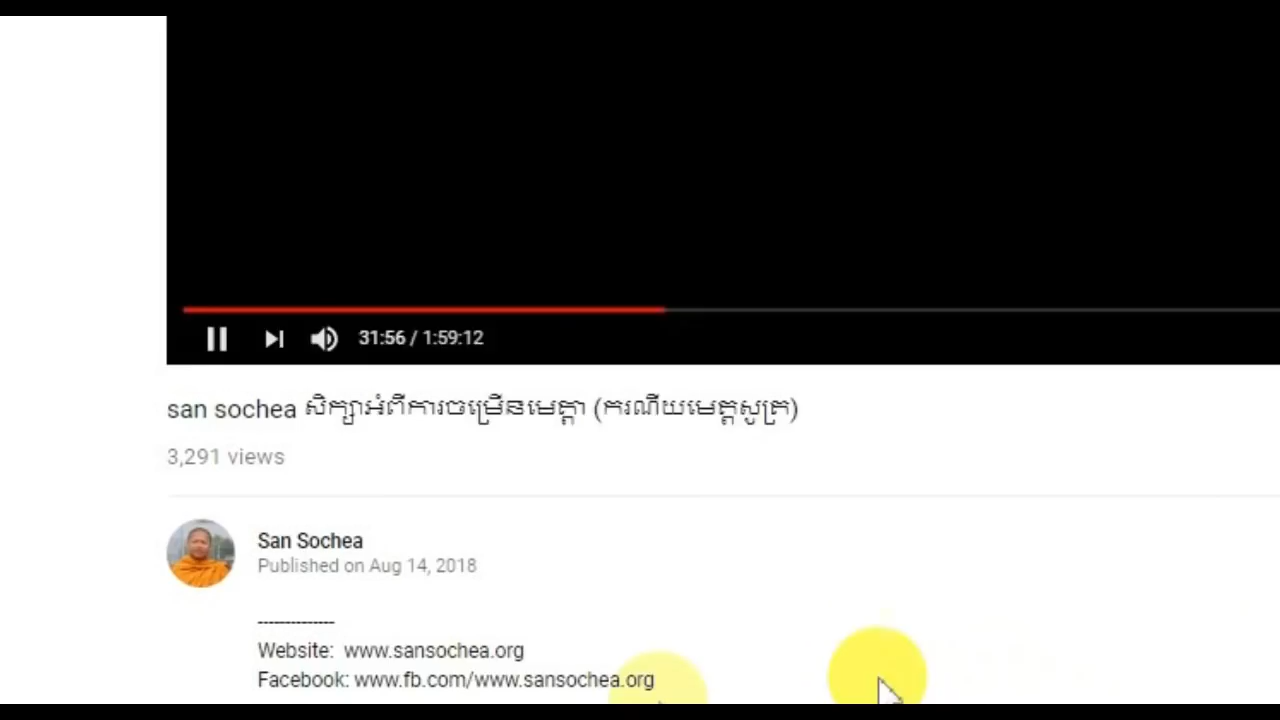 31:56 / 1:59:12
san sochea សិក្សាអំពីការចម្រើនមេត្តា (ករណីយមេត្តសូត្រ)
3,291 views
San Sochea
Published on Aug 14, 2018
--------------
Website: www.sansochea.org
Facebook: www.fb.com/www.sansochea.org